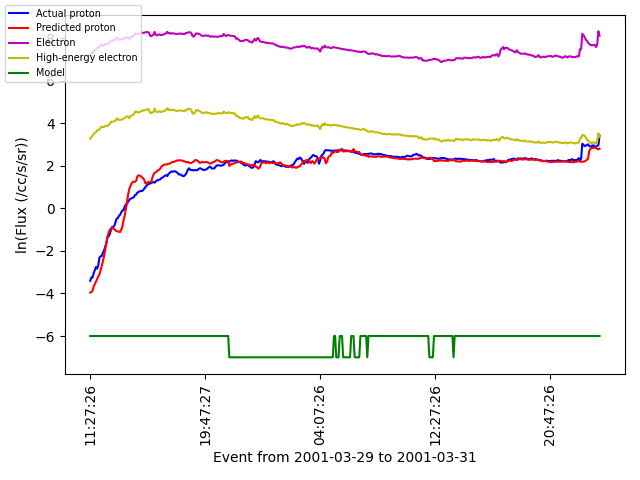 Actual proton
Predicted proton
Electron
High-energy electron
Model
8
6
4
2
0
−2
−4
−6
ln(Flux (/cc/s/sr))
11:27:26
19:47:27
04:07:26
12:27:26
20:47:26
Event from 2001-03-29 to 2001-03-31